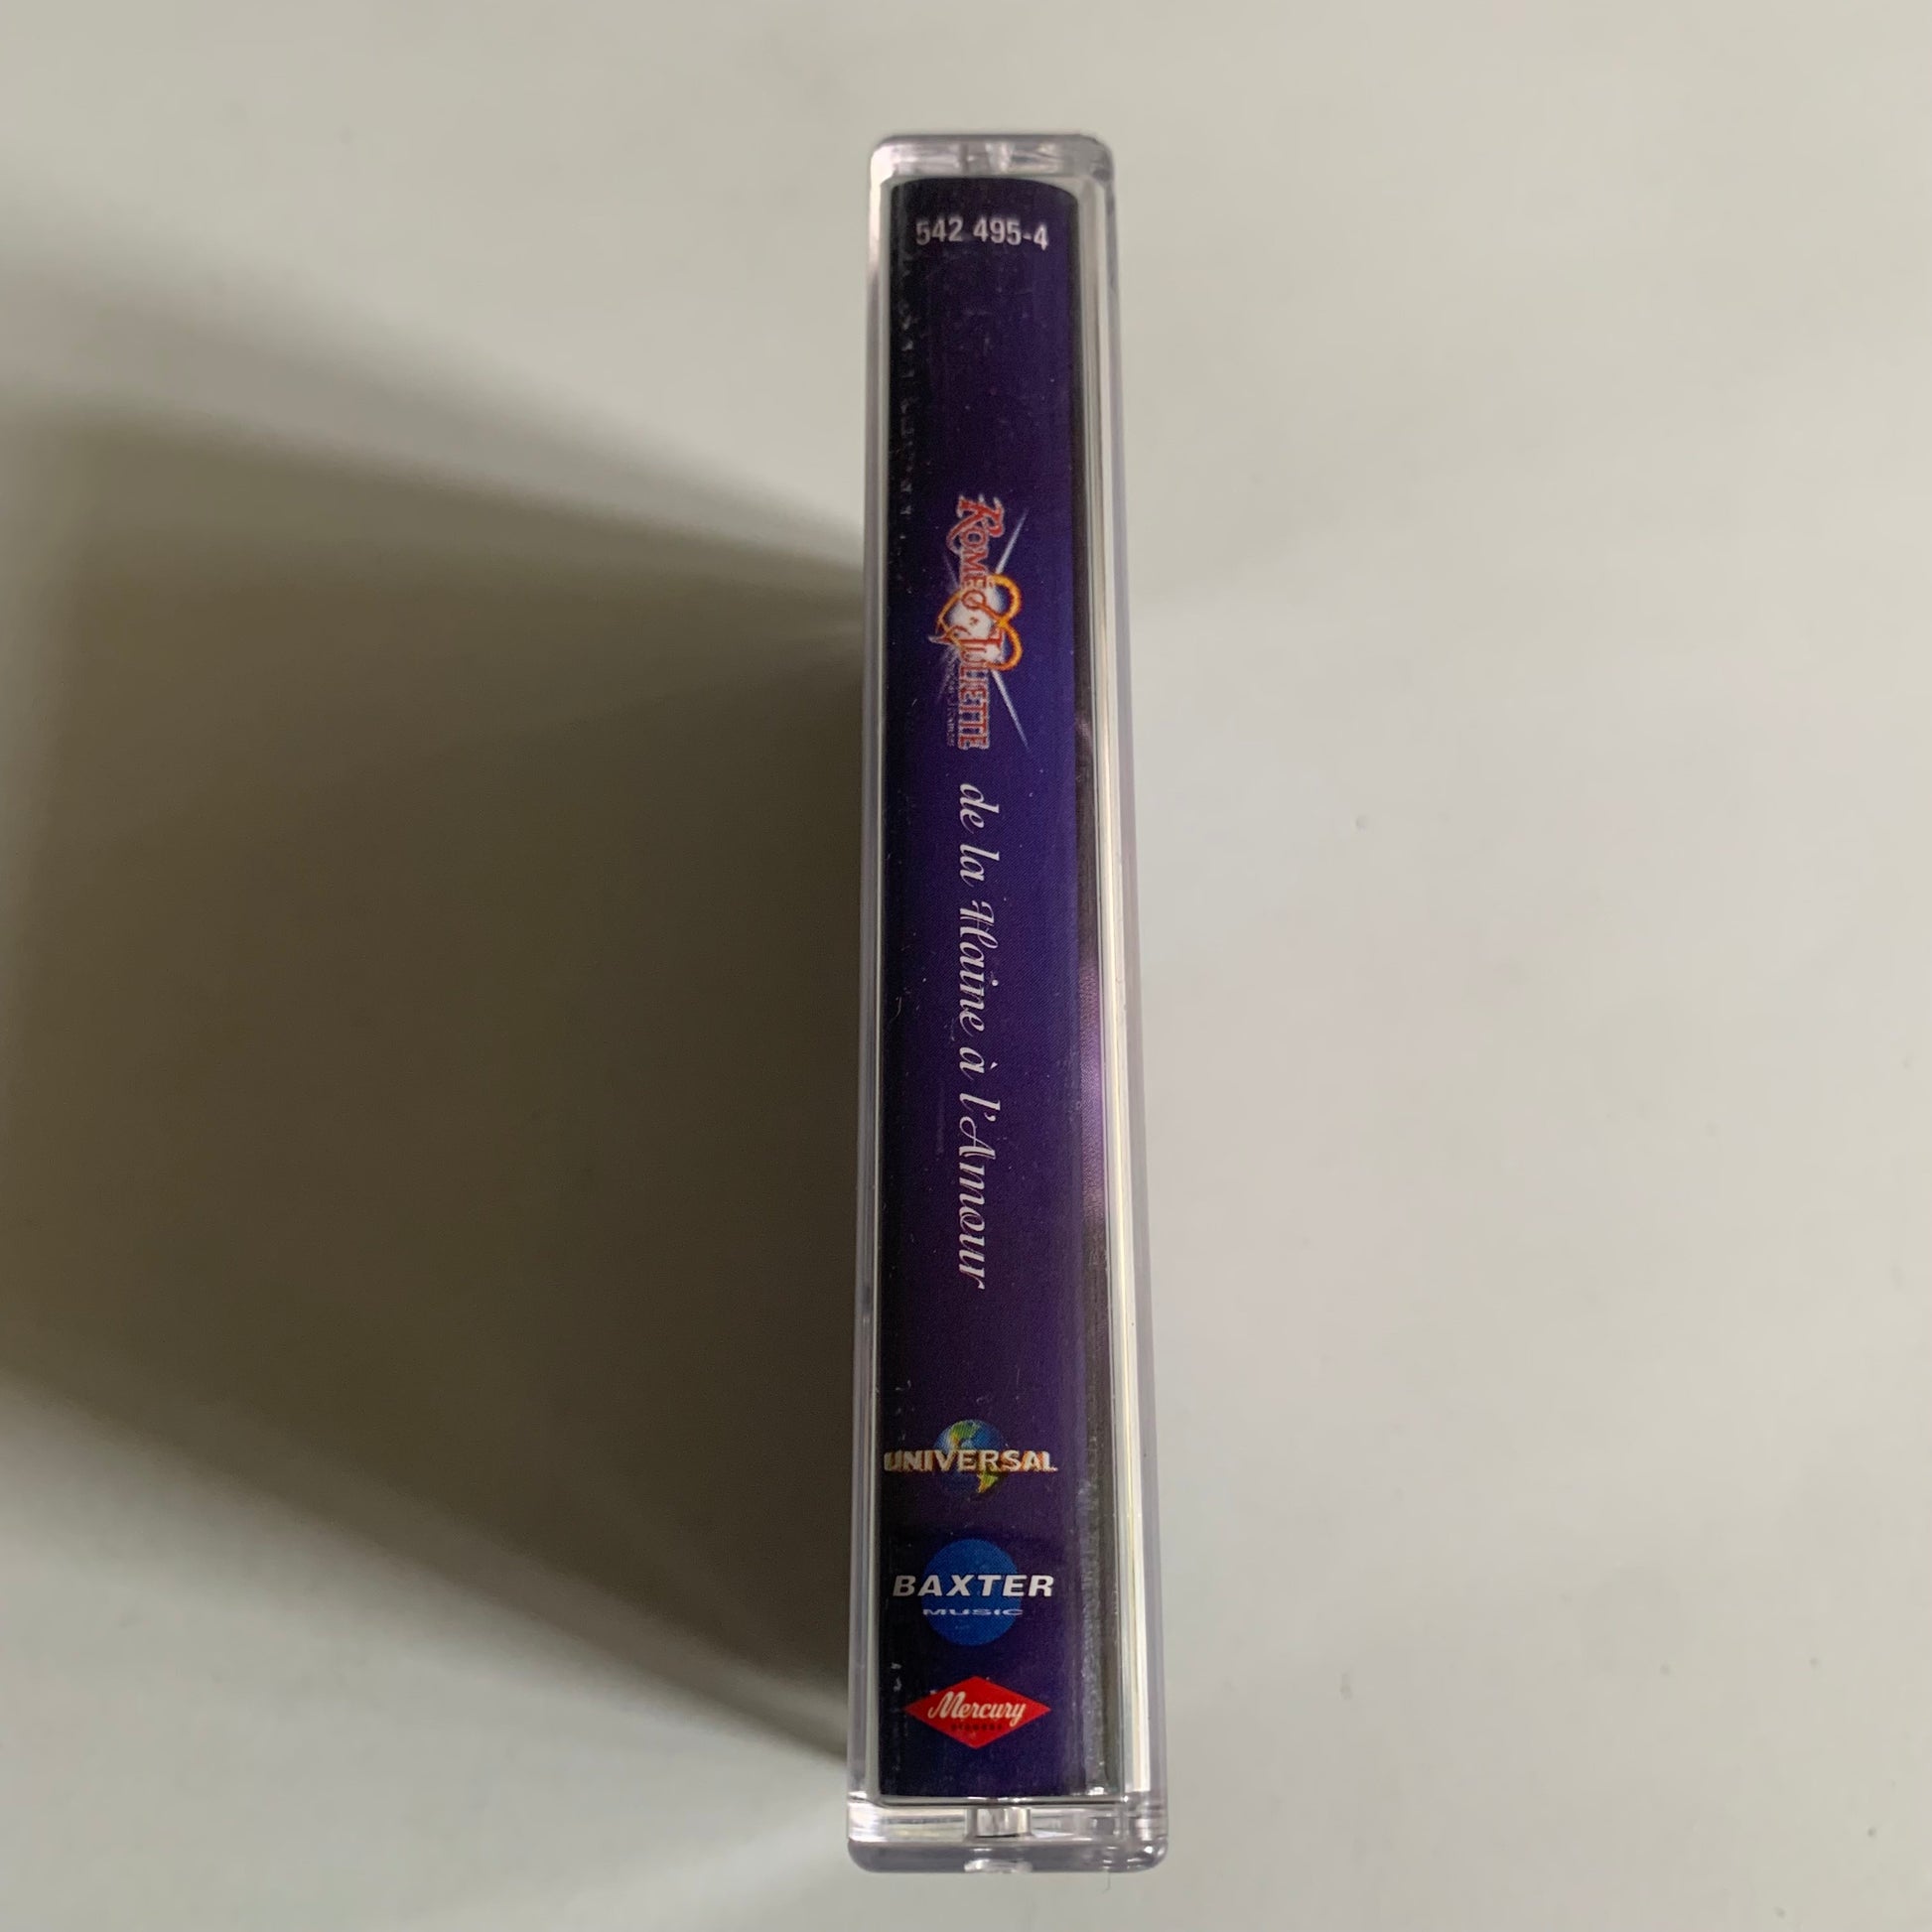 542 495-4
ROMÉO & JULIETTE
de la Haine à l'Amour
UNIVERSAL
BAXTER
MUSIC
Mercury